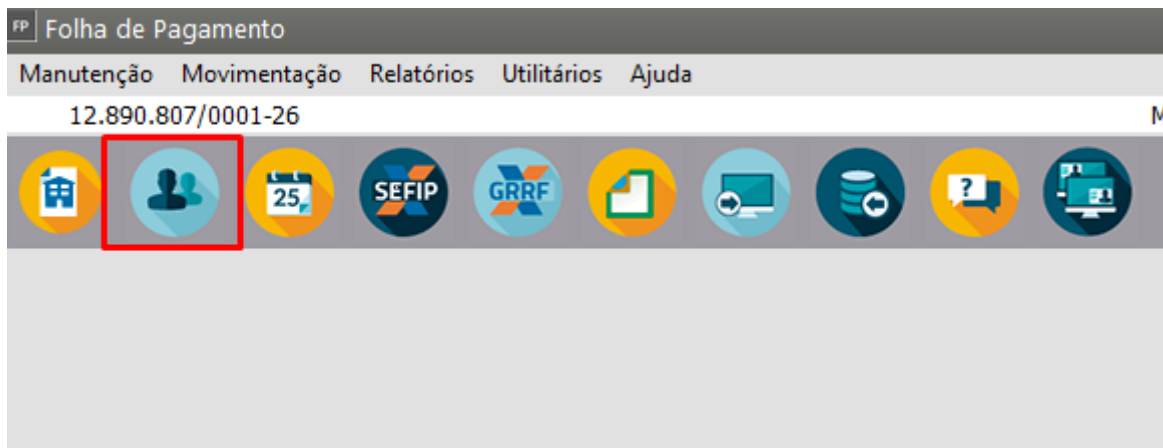 FP Folha de Pagamento
Manutenção Movimentação Relatórios Utilitários Ajuda
12.890.807/0001-26 M
25 SEFIP GRRF ?